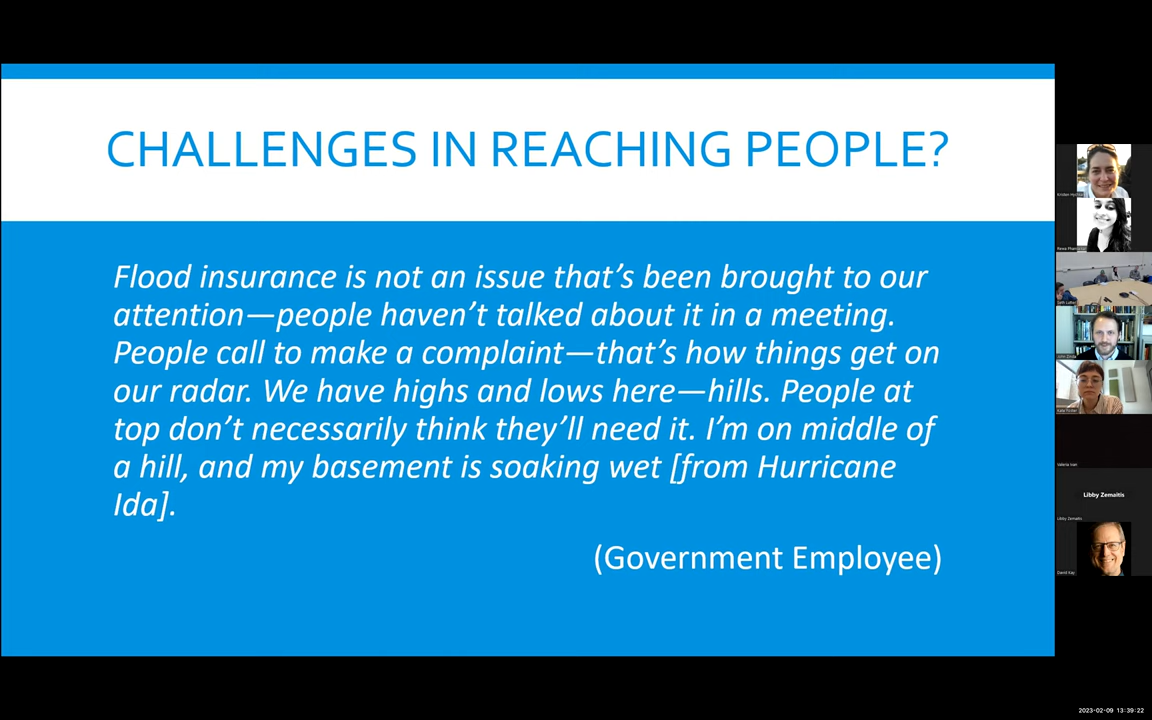 CHALLENGES IN REACHING PEOPLE?
Flood insurance is not an issue that's been brought to our
attention—people haven't talked about it in a meeting.
People call to make a complaint—that's how things get on
our radar. We have highs and lows here—hills. People at
top don't necessarily think they'll need it. I'm on middle of
a hill, and my basement is soaking wet [from Hurricane
Ida].
(Government Employee)
Valeria Ivan
Libby Zemaitis
Libby Zemaitis
David Kay
2023-02-09 13:39:22